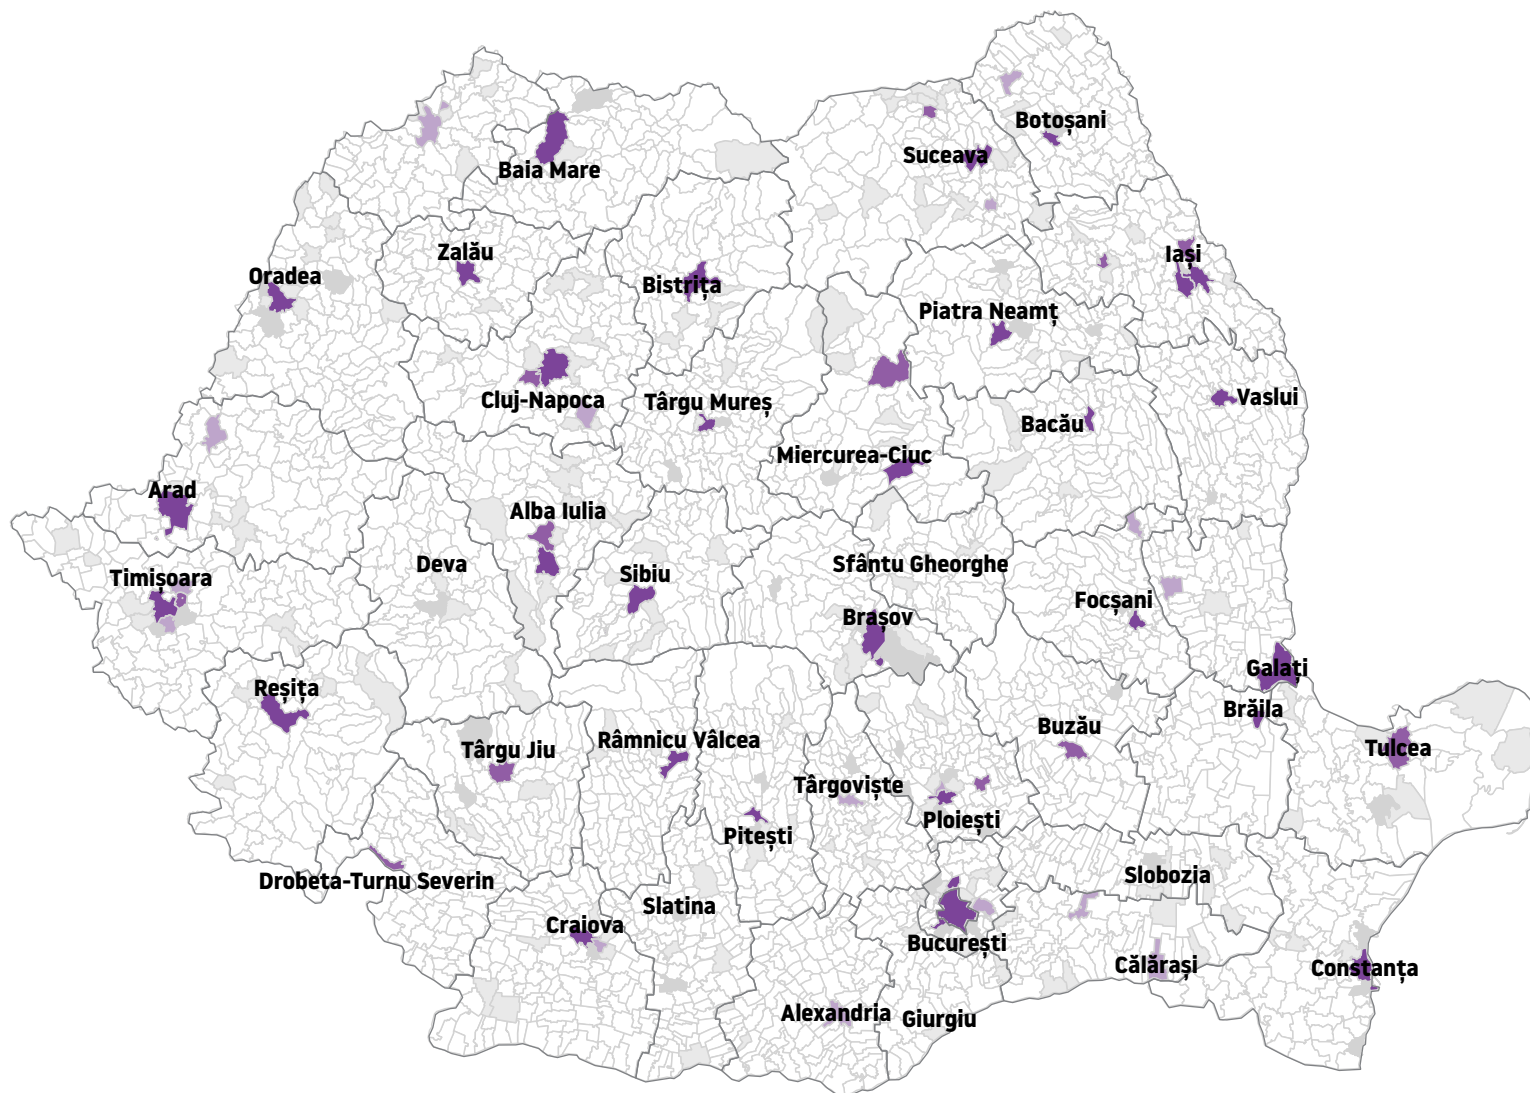 Botoșani
Suceava
Baia Mare
Zalău
Iași
Oradea
Bistrița
Piatra Neamț
Cluj-Napoca
Târgu Mureș
Vaslui
Bacău
Miercurea-Ciuc
Arad
Alba Iulia
Deva
Sfântu Gheorghe
Timișoara
Sibiu
Focșani
Brașov
Galați
Reșița
Brăila
Buzău
Râmnicu Vâlcea
Târgu Jiu
Tulcea
Târgoviște
Ploiești
Pitești
Slobozia
Drobeta-Turnu Severin
Slatina
Craiova
București
Călărași
Constanța
Alexandria
Giurgiu